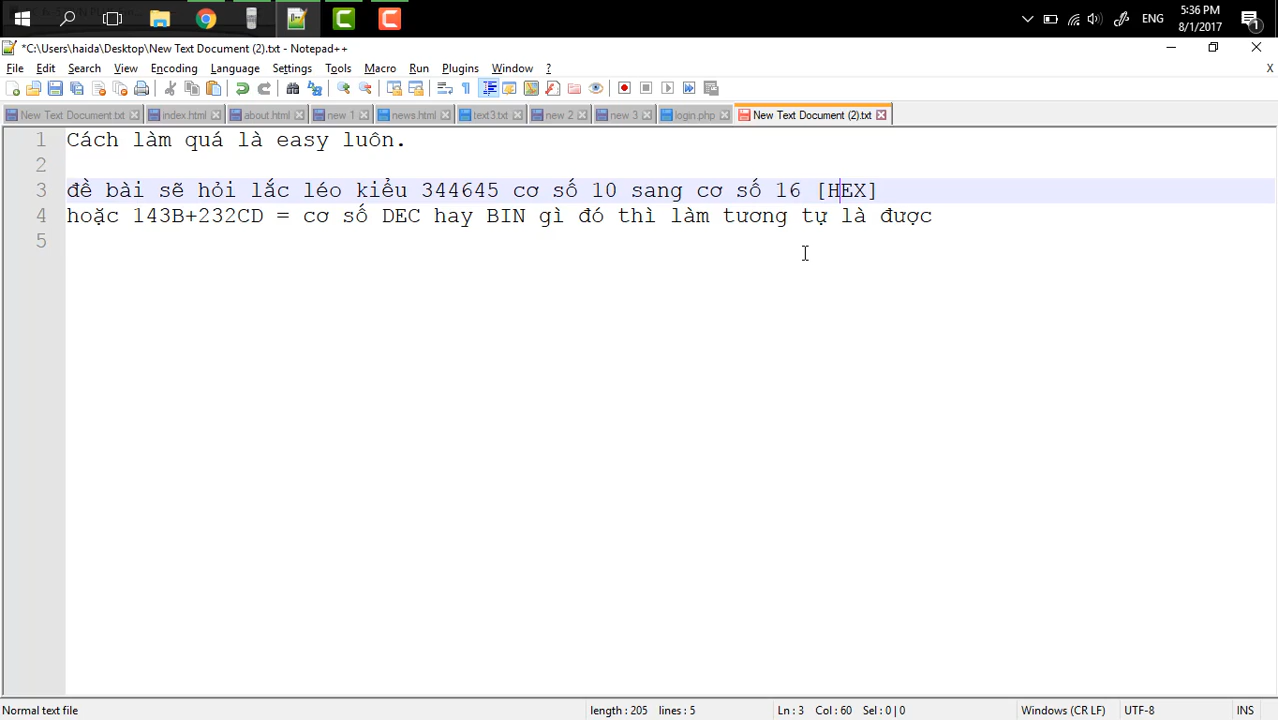 5:36 PM
ENG
8/1/2017
*C:\Users\haida\Desktop\New Text Document (2).txt - Notepad++
File Edit Search View Encoding Language Settings Tools Macro Run Plugins Window ? X
New Text Document.txt index.html about.html new 1 news.html text3.txt new 2 new 3 login.php New Text Document (2).txt
1 Cách làm quá là easy luôn.
2
3 đề bài sẽ hỏi lắc léo kiểu 344645 cơ số 10 sang cơ số 16 [HEX]
4 hoặc 143B+232CD = cơ số DEC hay BIN gì đó thì làm tương tự là được
5
Normal text file length : 205 lines : 5 Ln : 3 Col : 60 Sel : 0 | 0 Windows (CR LF) UTF-8 INS